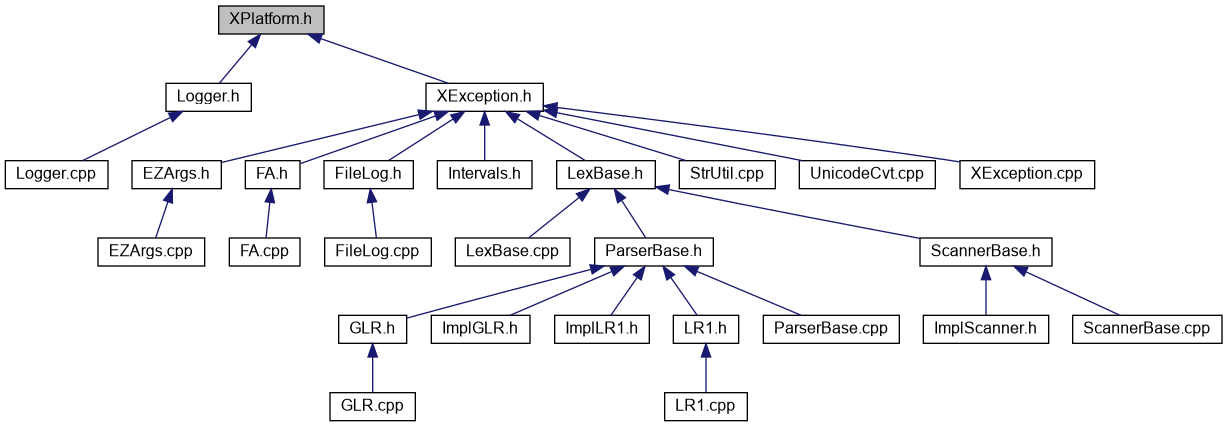 XPlatform.h
Logger.h
XException.h
Logger.cpp
EZArgs.h
FA.h
FileLog.h
Intervals.h
LexBase.h
StrUtil.cpp
UnicodeCvt.cpp
XException.cpp
EZArgs.cpp
FA.cpp
FileLog.cpp
LexBase.cpp
ParserBase.h
ScannerBase.h
GLR.h
ImplGLR.h
ImplLR1.h
LR1.h
ParserBase.cpp
ImplScanner.h
ScannerBase.cpp
GLR.cpp
LR1.cpp